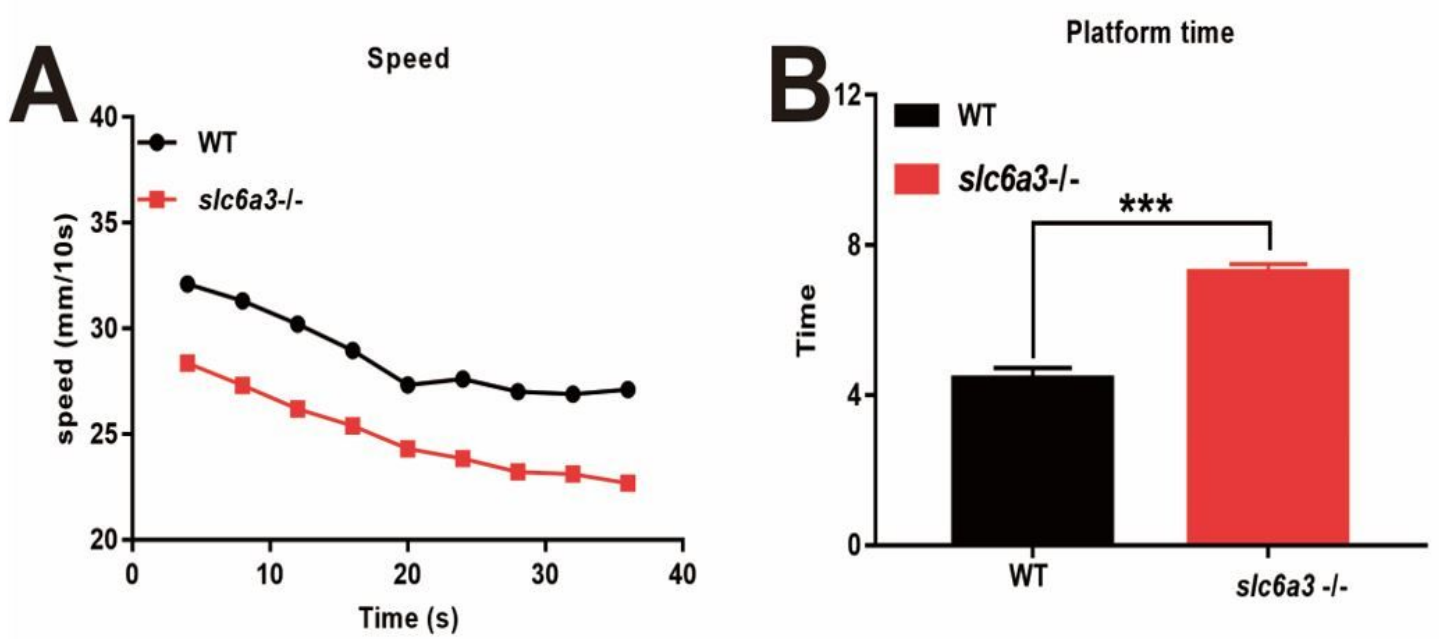 A
Speed
40
35
30
25
20
speed (mm/10s)
WT
slc6a3-/-
0 10 20 30 40
Time (s)
B
Platform time
12
8
4
0
Time
WT
slc6a3-/-
***
WT slc6a3 -/-